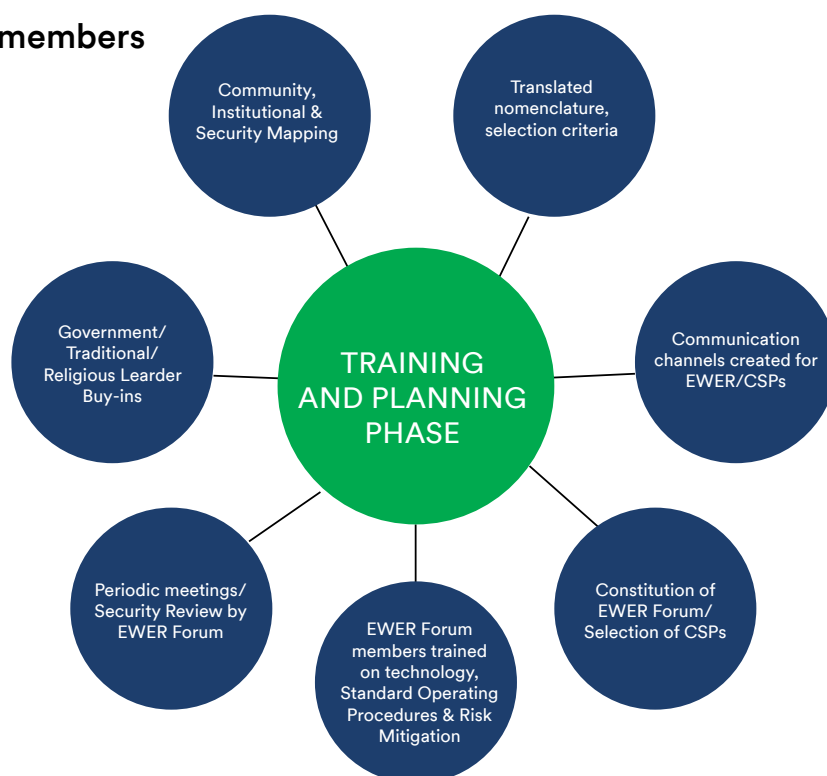 members
Community,
Institutional &
Security Mapping
Translated
nomenclature,
selection criteria
Government/
Traditional/
Religious Learder
Buy-ins
TRAINING
AND PLANNING
PHASE
Communication
channels created for
EWER/CSPs
Periodic meetings/
Security Review by
EWER Forum
EWER Forum
members trained
on technology,
Standard Operating
Procedures & Risk
Mitigation
Constitution of
EWER Forum/
Selection of CSPs